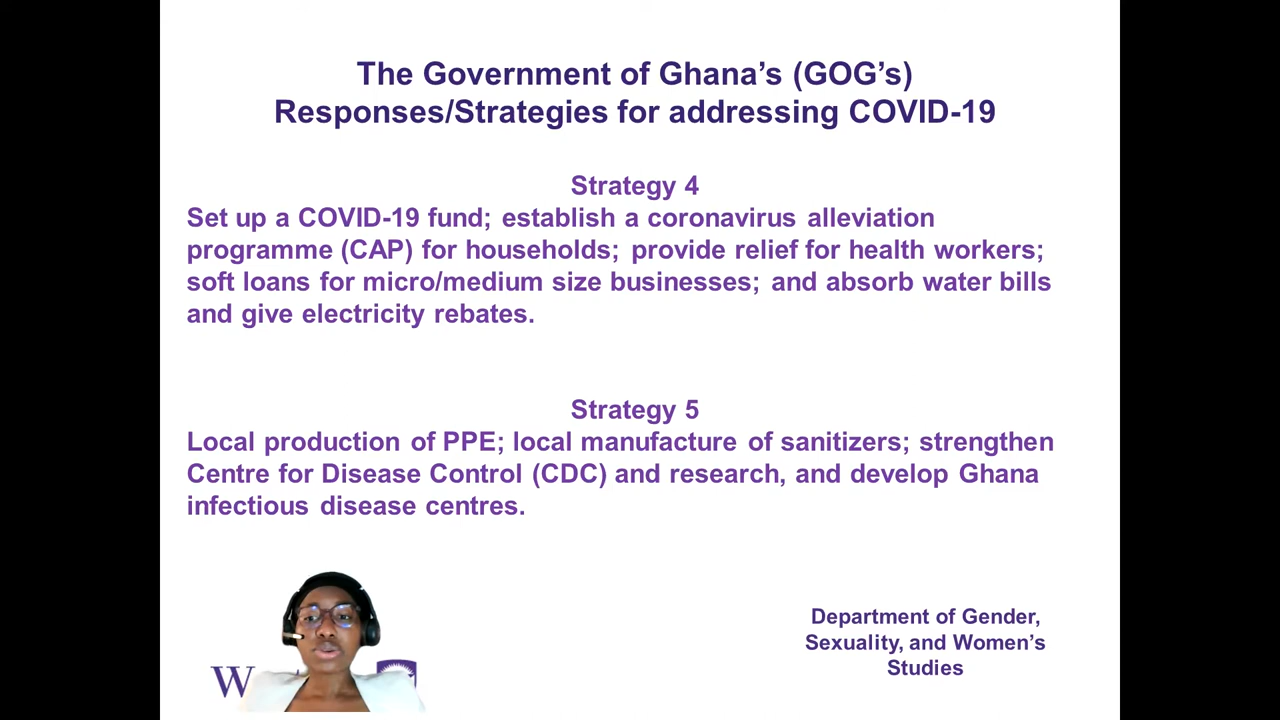 The Government of Ghana’s (GOG’s)
Responses/Strategies for addressing COVID-19
Strategy 4
Set up a COVID-19 fund; establish a coronavirus alleviation
programme (CAP) for households; provide relief for health workers;
soft loans for micro/medium size businesses; and absorb water bills
and give electricity rebates.
Strategy 5
Local production of PPE; local manufacture of sanitizers; strengthen
Centre for Disease Control (CDC) and research, and develop Ghana
infectious disease centres.
Department of Gender,
Sexuality, and Women’s
Studies